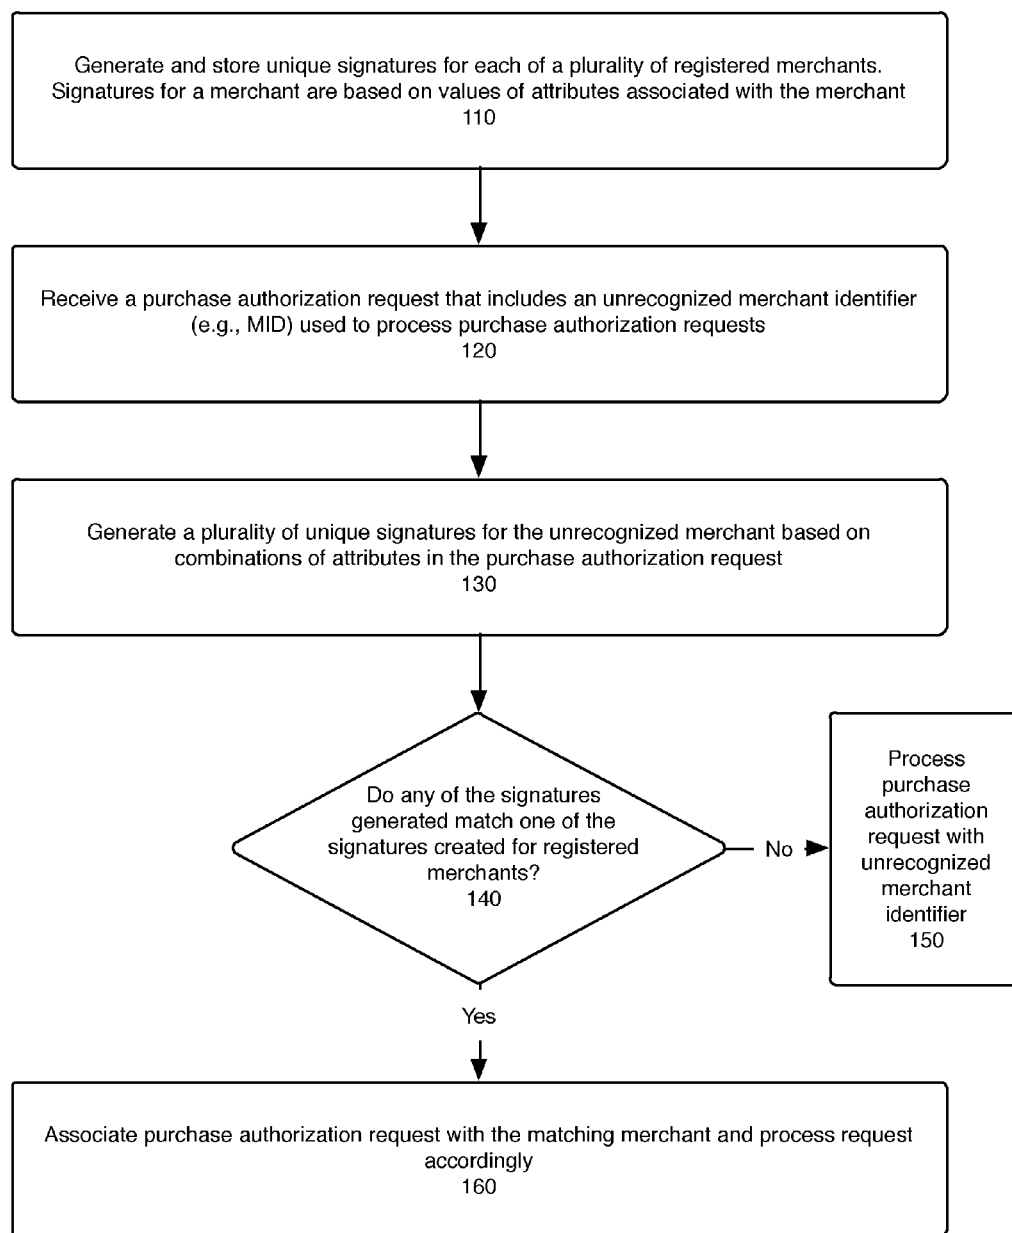 Generate and store unique signatures for each of a plurality of registered merchants.
Signatures for a merchant are based on values of attributes associated with the merchant
110
Receive a purchase authorization request that includes an unrecognized merchant identifier
(e.g., MID) used to process purchase authorization requests
120
Generate a plurality of unique signatures for the unrecognized merchant based on
combinations of attributes in the purchase authorization request
130
Do any of the signatures
generated match one of the
signatures created for registered
merchants?
140
No
Process
purchase
authorization
request with
unrecognized
merchant
identifier
150
Yes
Associate purchase authorization request with the matching merchant and process request
accordingly
160